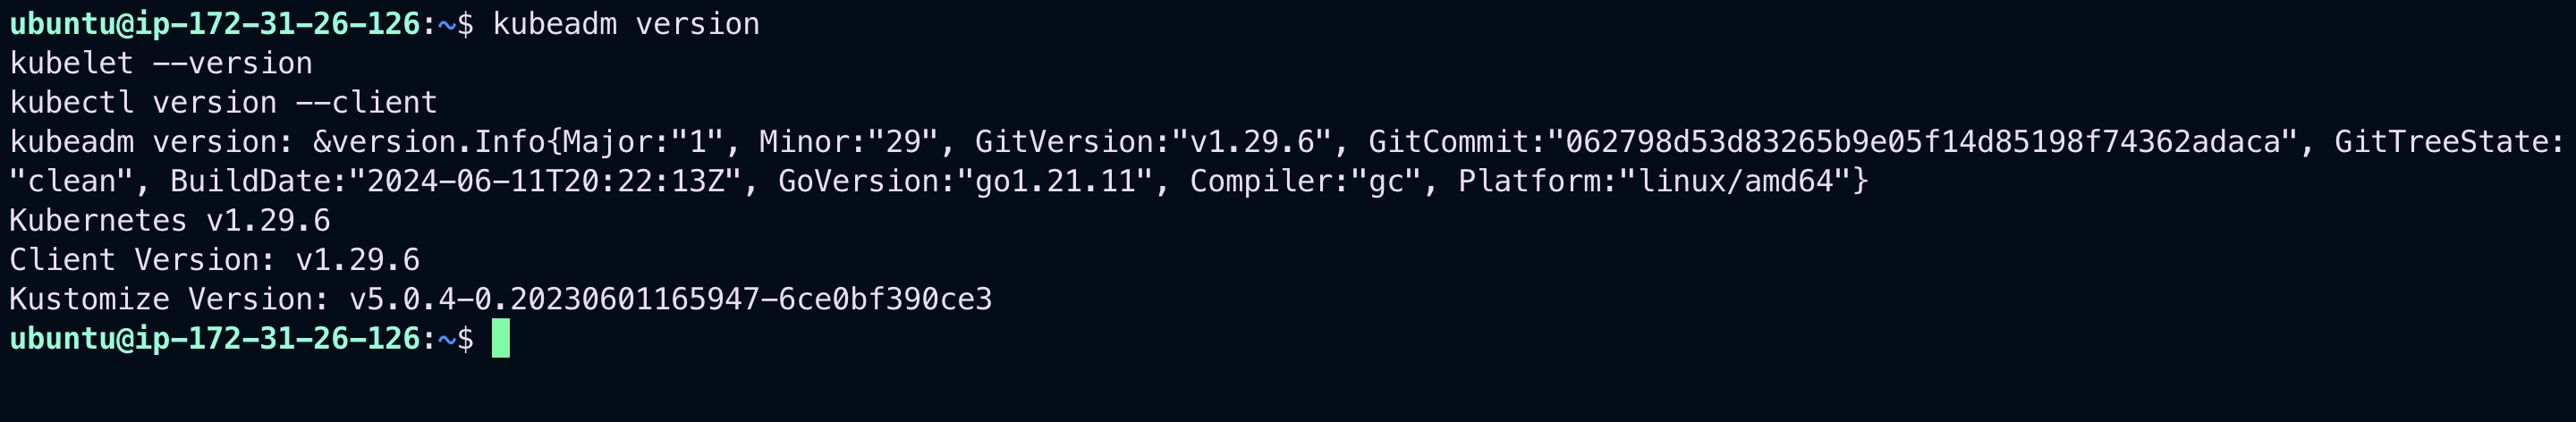 ubuntu@ip-172-31-26-126:~$ kubeadm version
kubelet --version
kubectl version --client
kubeadm version: &version.Info{Major:"1", Minor:"29", GitVersion:"v1.29.6", GitCommit:"062798d53d83265b9e05f14d85198f74362adaca", GitTreeState:
"clean", BuildDate:"2024-06-11T20:22:13Z", GoVersion:"go1.21.11", Compiler:"gc", Platform:"linux/amd64"}
Kubernetes v1.29.6
Client Version: v1.29.6
Kustomize Version: v5.0.4-0.20230601165947-6ce0bf390ce3
ubuntu@ip-172-31-26-126:~$